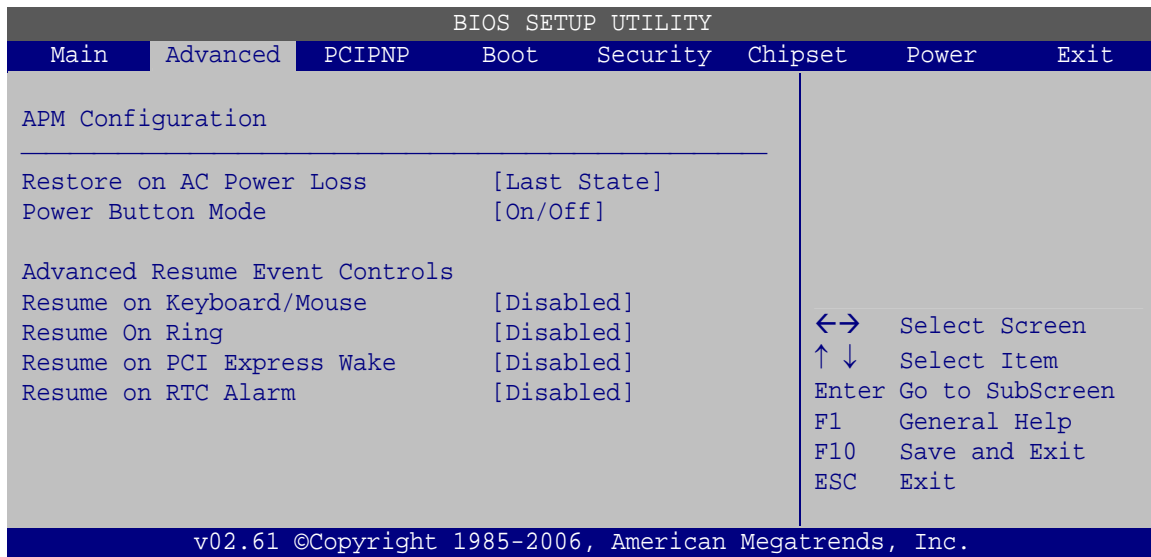 BIOS SETUP UTILITY
Main Advanced PCIPNP Boot Security Chipset Power Exit
APM Configuration
Restore on AC Power Loss [Last State]
Power Button Mode [On/Off]
Advanced Resume Event Controls
Resume on Keyboard/Mouse [Disabled]
Resume On Ring [Disabled]
Resume on PCI Express Wake [Disabled]
Resume on RTC Alarm [Disabled]
←→ Select Screen
↑ ↓ Select Item
Enter Go to SubScreen
F1 General Help
F10 Save and Exit
ESC Exit
v02.61 ©Copyright 1985-2006, American Megatrends, Inc.